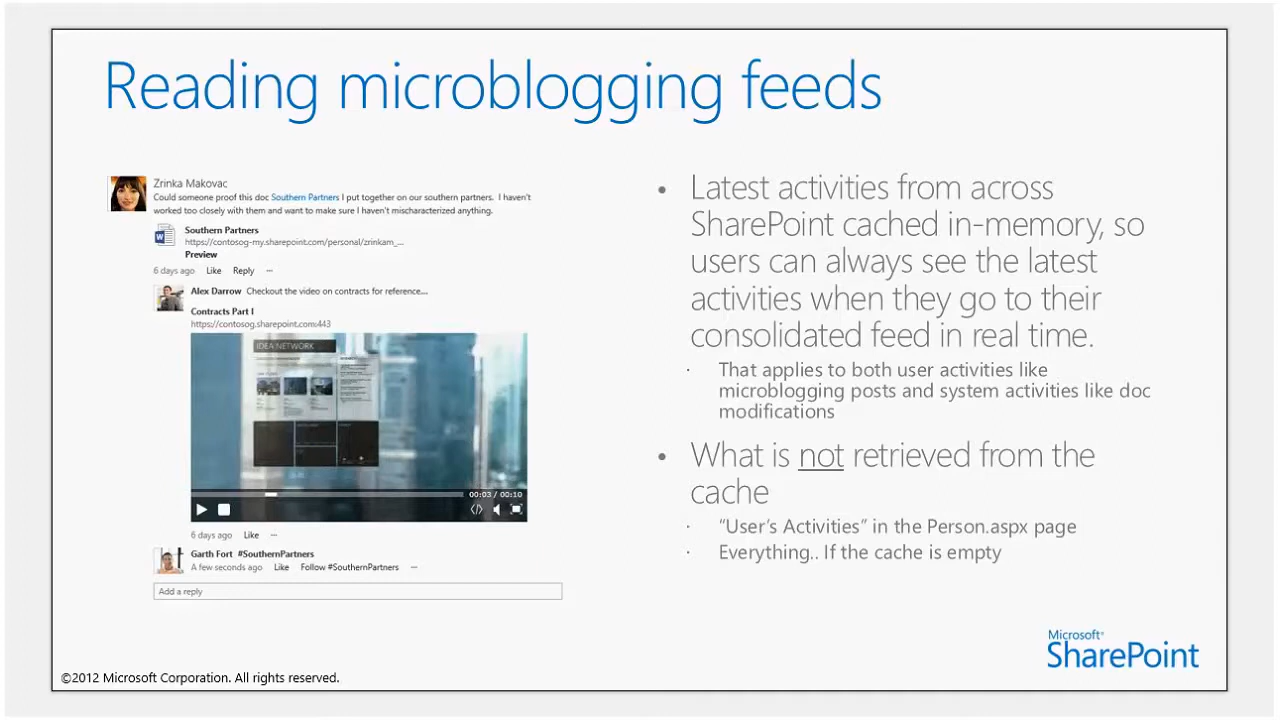 Reading microblogging feeds
Zrinka Makovac
Could someone proof this doc Southern Partners I put together on our southern partners. I haven't
worked too closely with them and want to make sure I haven't mischaracterized anything.
Southern Partners
https://contosog-my.sharepoint.com/personal/zrinkam_...
Preview
6 days ago Like Reply ...
Alex Darrow Checkout the video on contracts for reference...
Contracts Part I
https://contosog.sharepoint.com:443
IDEA NETWORK
00:03 / 00:10
6 days ago Like ...
Garth Fort #SouthernPartners
A few seconds ago Like Follow #SouthernPartners ...
Add a reply
• Latest activities from across
SharePoint cached in-memory, so
users can always see the latest
activities when they go to their
consolidated feed in real time.
· That applies to both user activities like
microblogging posts and system activities like doc
modifications
• What is not retrieved from the
cache
· “User’s Activities” in the Person.aspx page
· Everything.. If the cache is empty
Microsoft®
SharePoint
©2012 Microsoft Corporation. All rights reserved.